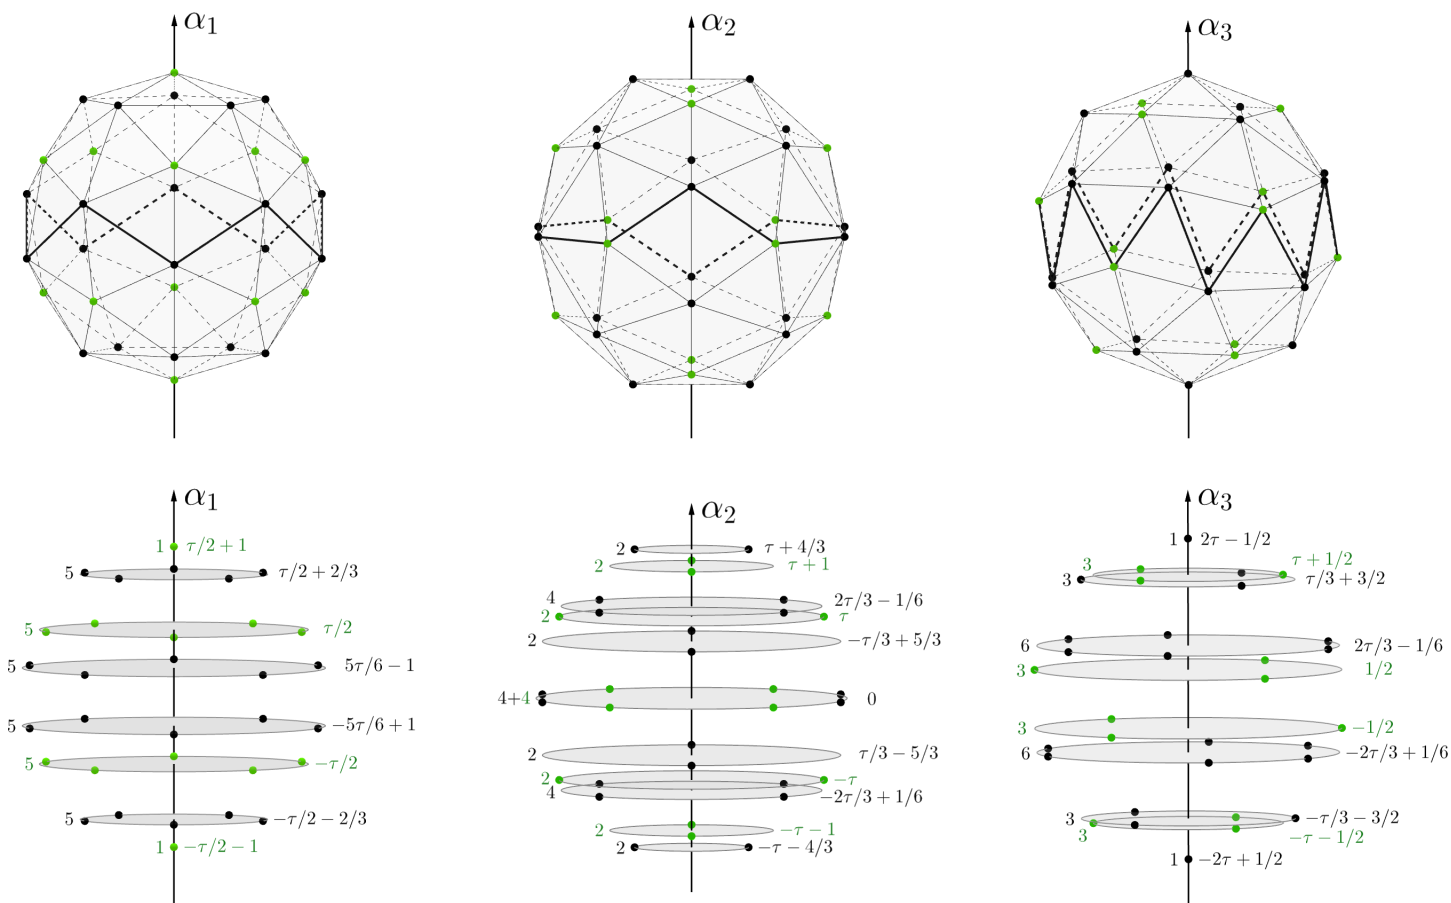 α₁
α₂
α₃
α₁
1 τ/2 + 1
5 τ/2 + 2/3
5 τ/2
5 5τ/6 − 1
5 −5τ/6 + 1
5 −τ/2
5 −τ/2 − 2/3
1 −τ/2 − 1
α₂
2 τ + 4/3
2 τ + 1
4 2τ/3 − 1/6
2 τ
2 −τ/3 + 5/3
4+4 0
2 τ/3 − 5/3
2 −τ
4 −2τ/3 + 1/6
2 −τ − 1
2 −τ − 4/3
α₃
1 2τ − 1/2
3 τ + 1/2
3 τ/3 + 3/2
6 2τ/3 − 1/6
3 1/2
3 −1/2
6 −2τ/3 + 1/6
3 −τ/3 − 3/2
3 −τ − 1/2
1 −2τ + 1/2